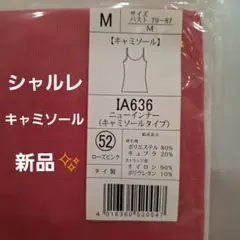 M
サイズ
バスト 79~87
M
【キャミソール】
シャルレ
キャミソール
新品✨
IA636
ニューインナー
(キャミソールタイプ)
52
ローズピンク
タイ製
ポリエステル 80%
キュプラ 20%
ナイロン 90%
ポリウレタン 10%